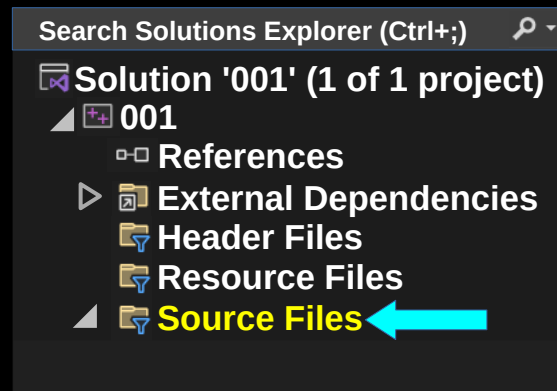 Search Solutions Explorer (Ctrl+;)
Solution '001' (1 of 1 project)
001
References
External Dependencies
Header Files
Resource Files
Source Files